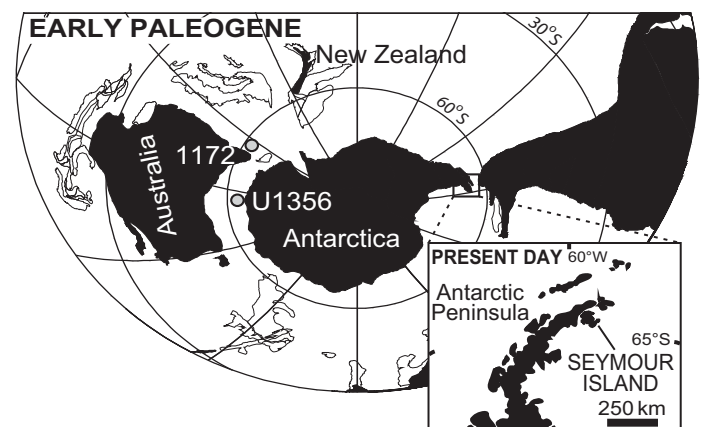 EARLY PALEOGENE
30°S
New Zealand
60°S
1172
Australia
U1356
Antarctica
PRESENT DAY 60°W
Antarctic
Peninsula
65°S
SEYMOUR
ISLAND
250 km